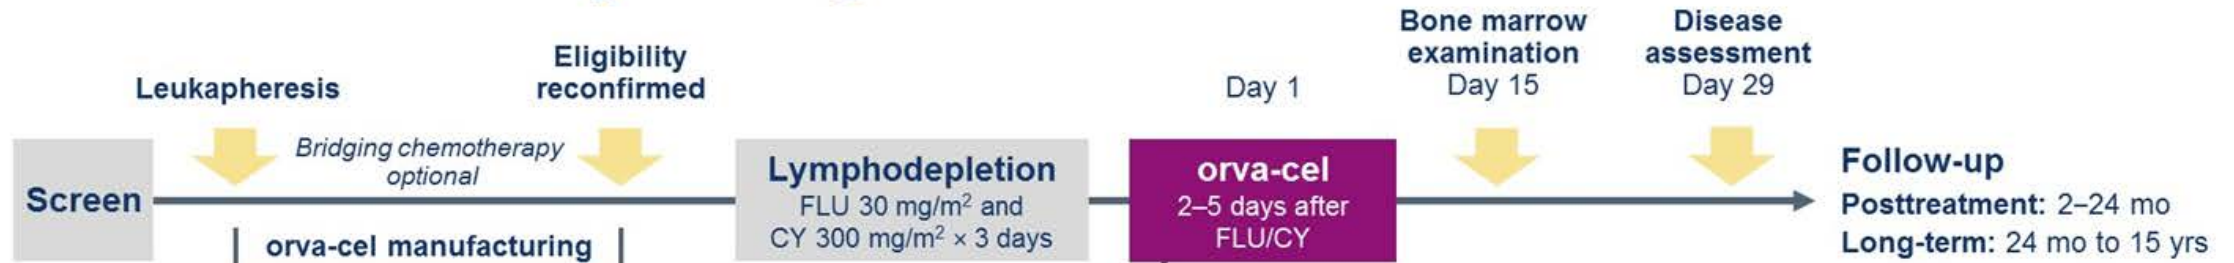 Leukapheresis
Bridging chemotherapy
optional
Eligibility
reconfirmed
Day 1
Bone marrow
examination
Day 15
Disease
assessment
Day 29
Screen
orva-cel manufacturing
Lymphodepletion
FLU 30 mg/m² and
CY 300 mg/m² × 3 days
orva-cel
2–5 days after
FLU/CY
Follow-up
Posttreatment: 2–24 mo
Long-term: 24 mo to 15 yrs